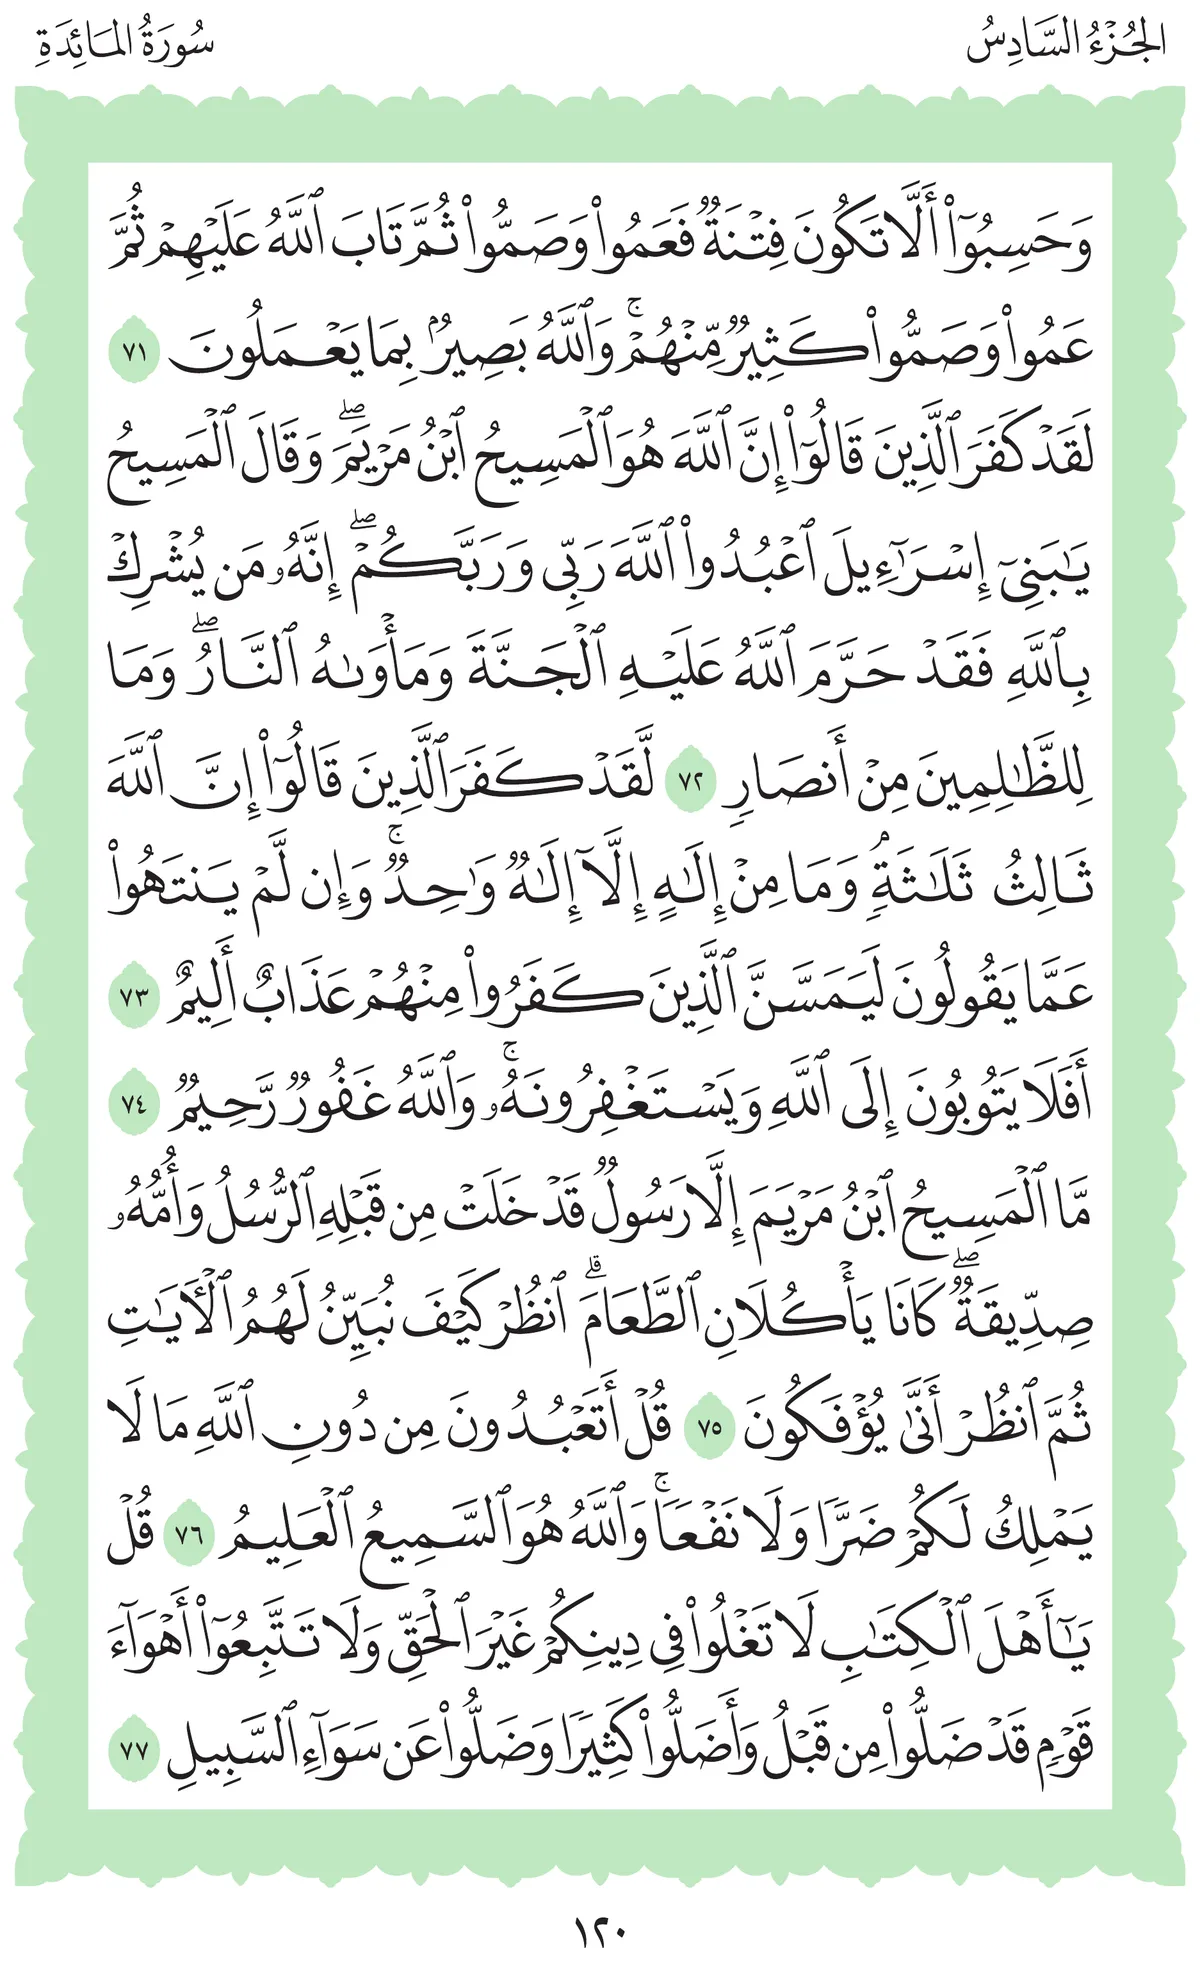 الجُزْءُ السَّادِسُ
سُورَةُ المَائِدَةِ
وَحَسِبُوٓا۟ أَلَّا تَكُونَ فِتْنَةٌ فَعَمُوا۟ وَصَمُّوا۟ ثُمَّ تَابَ ٱللَّهُ عَلَيْهِمْ ثُمَّ
عَمُوا۟ وَصَمُّوا۟ كَثِيرٌ مِّنْهُمْ ۚ وَٱللَّهُ بَصِيرٌۢ بِمَا يَعْمَلُونَ ٧١
لَقَدْ كَفَرَ ٱلَّذِينَ قَالُوٓا۟ إِنَّ ٱللَّهَ هُوَ ٱلْمَسِيحُ ٱبْنُ مَرْيَمَ ۖ وَقَالَ ٱلْمَسِيحُ
يَـٰبَنِىٓ إِسْرَٰٓءِيلَ ٱعْبُدُوا۟ ٱللَّهَ رَبِّى وَرَبَّكُمْ ۖ إِنَّهُۥ مَن يُشْرِكْ
بِٱللَّهِ فَقَدْ حَرَّمَ ٱللَّهُ عَلَيْهِ ٱلْجَنَّةَ وَمَأْوَىٰهُ ٱلنَّارُ ۖ وَمَا
لِلظَّـٰلِمِينَ مِنْ أَنصَارٍ ٧٢ لَّقَدْ كَفَرَ ٱلَّذِينَ قَالُوٓا۟ إِنَّ ٱللَّهَ
ثَالِثُ ثَلَـٰثَةٍۢ وَمَا مِنْ إِلَـٰهٍ إِلَّآ إِلَـٰهٌ وَٰحِدٌ ۚ وَإِن لَّمْ يَنتَهُوا۟
عَمَّا يَقُولُونَ لَيَمَسَّنَّ ٱلَّذِينَ كَفَرُوا۟ مِنْهُمْ عَذَابٌ أَلِيمٌ ٧٣
أَفَلَا يَتُوبُونَ إِلَى ٱللَّهِ وَيَسْتَغْفِرُونَهُۥ ۚ وَٱللَّهُ غَفُورٌ رَّحِيمٌ ٧٤
مَّا ٱلْمَسِيحُ ٱبْنُ مَرْيَمَ إِلَّا رَسُولٌ قَدْ خَلَتْ مِن قَبْلِهِ ٱلرُّسُلُ وَأُمُّهُۥ
صِدِّيقَةٌ ۖ كَانَا يَأْكُلَانِ ٱلطَّعَامَ ۗ ٱنظُرْ كَيْفَ نُبَيِّنُ لَهُمُ ٱلْـَٔايَـٰتِ
ثُمَّ ٱنظُرْ أَنَّىٰ يُؤْفَكُونَ ٧٥ قُلْ أَتَعْبُدُونَ مِن دُونِ ٱللَّهِ مَا لَا
يَمْلِكُ لَكُمْ ضَرًّا وَلَا نَفْعًا ۚ وَٱللَّهُ هُوَ ٱلسَّمِيعُ ٱلْعَلِيمُ ٧٦ قُلْ
يَـٰٓأَهْلَ ٱلْكِتَـٰبِ لَا تَغْلُوا۟ فِى دِينِكُمْ غَيْرَ ٱلْحَقِّ وَلَا تَتَّبِعُوٓا۟ أَهْوَآءَ
قَوْمٍ قَدْ ضَلُّوا۟ مِن قَبْلُ وَأَضَلُّوا۟ كَثِيرًا وَضَلُّوا۟ عَن سَوَآءِ ٱلسَّبِيلِ ٧٧
١٢٠